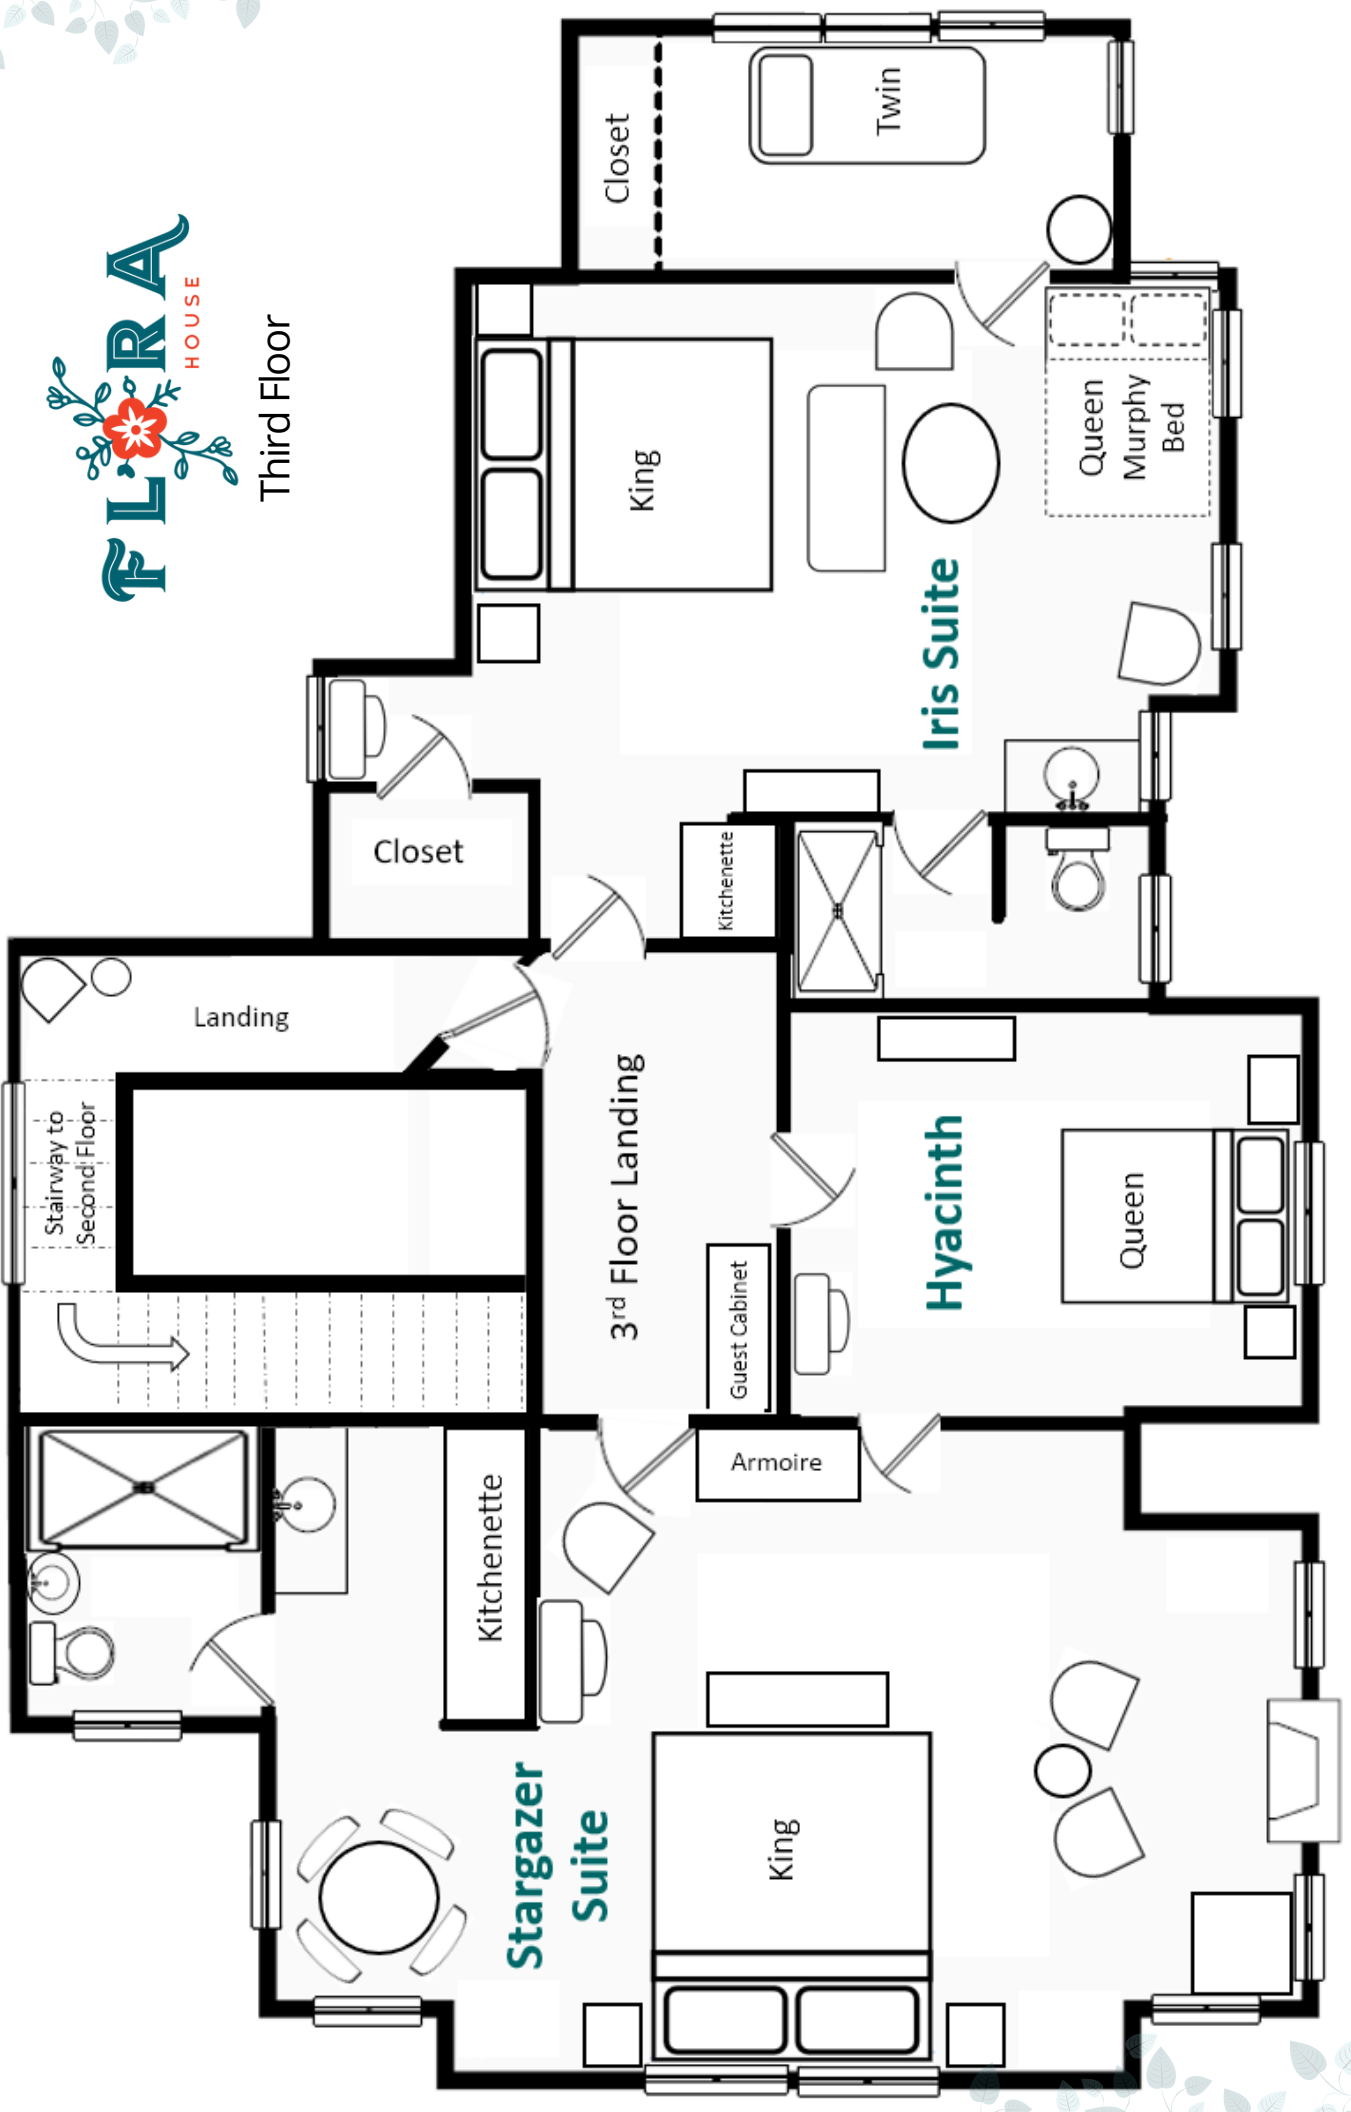 FLORA
HOUSE
Third Floor
Closet
Twin
King
Queen
Murphy
Bed
Iris Suite
Closet
Kitchenette
Landing
Stairway to
Second Floor
3rd Floor Landing
Guest Cabinet
Hyacinth
Queen
Armoire
Kitchenette
Stargazer
Suite
King